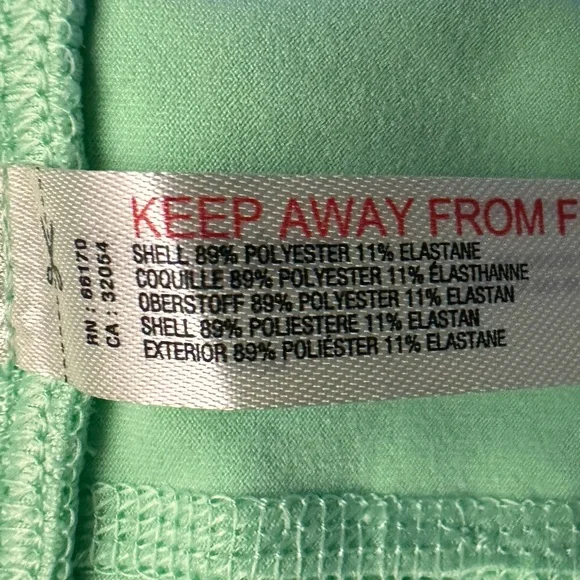 KEEP AWAY FROM F
SHELL 89% POLYESTER 11% ELASTANE
COQUILLE 89% POLYESTER 11% ÉLASTHANNE
OBERSTOFF 89% POLYESTER 11% ELASTAN
SHELL 89% POLIESTERE 11% ELASTAN
EXTERIOR 89% POLIÉSTER 11% ELASTANE
RN : 66170
CA : 32054